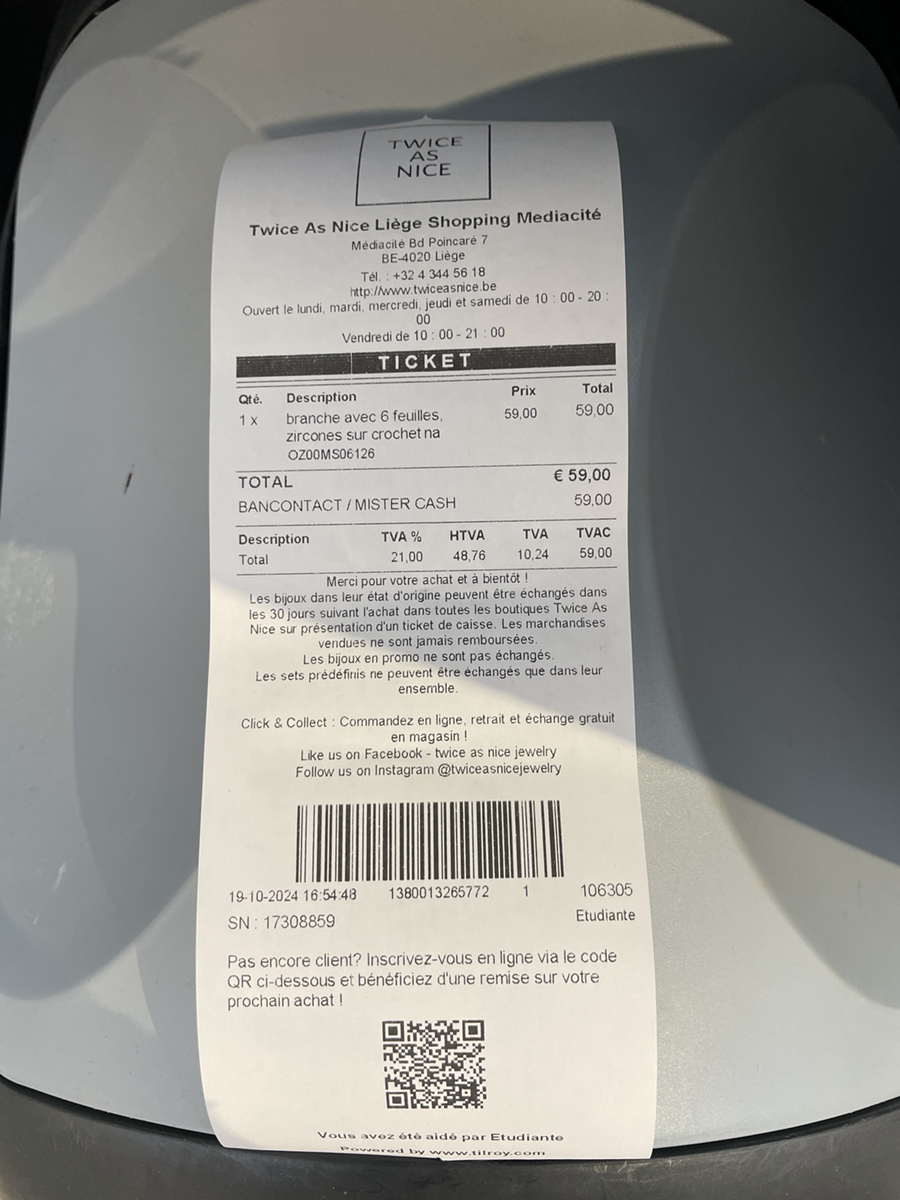 TWICE
AS
NICE
Twice As Nice Liège Shopping Mediacité
Médiacité Bd Poincaré 7
BE-4020 Liège
Tél. : +32 4 344 56 18
http://www.twiceasnice.be
Ouvert le lundi, mardi, mercredi, jeudi et samedi de 10 : 00 - 20 :
00
Vendredi de 10 : 00 - 21 : 00
TICKET
Qté. Description Prix Total
1 x branche avec 6 feuilles, 59,00 59,00
zircones sur crochet na
OZ00MS06126
TOTAL € 59,00
BANCONTACT / MISTER CASH 59,00
Description TVA % HTVA TVA TVAC
Total 21,00 48,76 10,24 59,00
Merci pour votre achat et à bientôt !
Les bijoux dans leur état d'origine peuvent être échangés dans
les 30 jours suivant l'achat dans toutes les boutiques Twice As
Nice sur présentation d'un ticket de caisse. Les marchandises
vendues ne sont jamais remboursées.
Les bijoux en promo ne sont pas échangés.
Les sets prédéfinis ne peuvent être échangés que dans leur
ensemble.
Click & Collect : Commandez en ligne, retrait et échange gratuit
en magasin !
Like us on Facebook - twice as nice jewelry
Follow us on Instagram @twiceasnicejewelry
19-10-2024 16:54:48 1380013265772 1 106305
SN : 17308859 Etudiante
Pas encore client? Inscrivez-vous en ligne via le code
QR ci-dessous et bénéficiez d'une remise sur votre
prochain achat !
Vous avez été aidé par Etudiante
Powered by www.tilroy.com